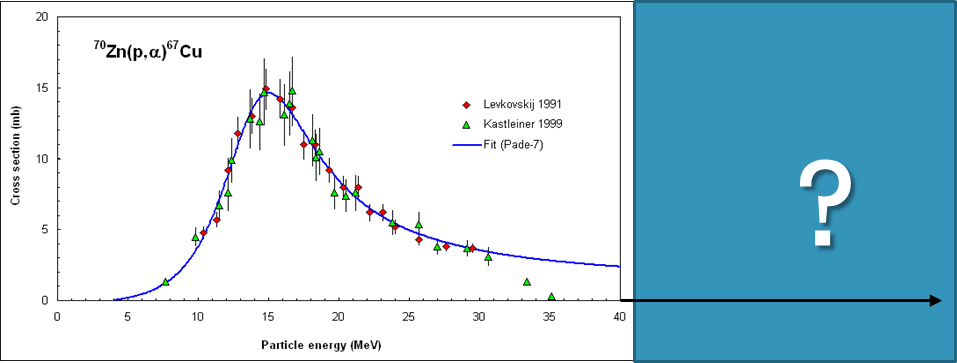 ⁷⁰Zn(p,α)⁶⁷Cu
20
15
10
5
0
Cross section (mb)
Levkovskij 1991
Kastleiner 1999
Fit (Pade-7)
0 5 10 15 20 25 30 35 40
Particle energy (MeV)
?